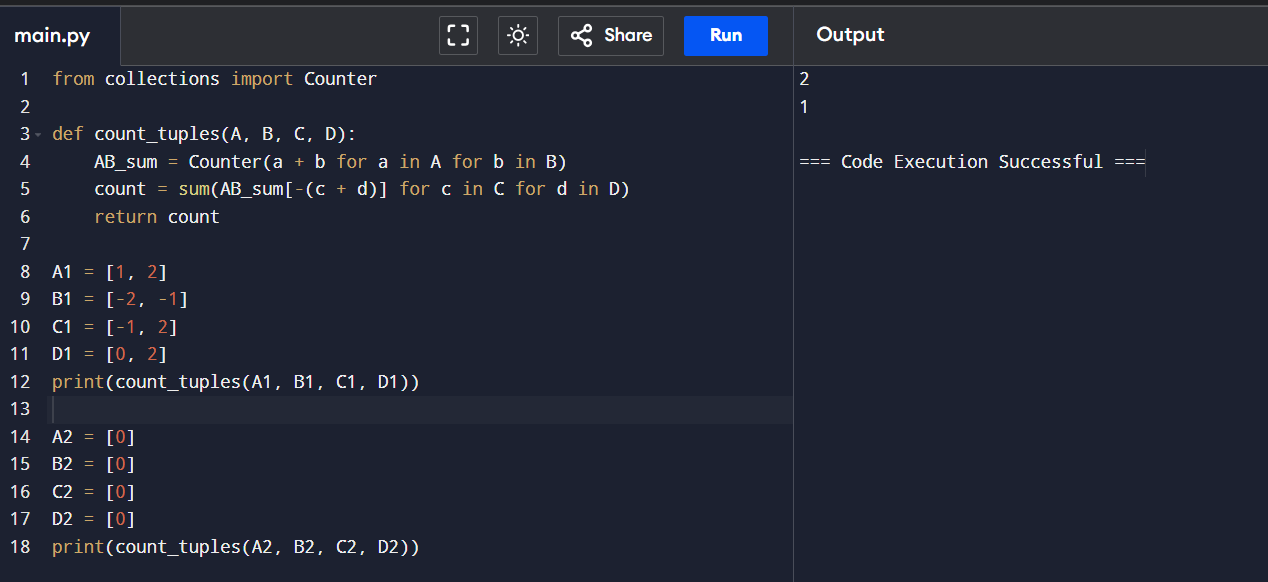 main.py
Share
Run
Output
1 from collections import Counter
2
3 def count_tuples(A, B, C, D):
4     AB_sum = Counter(a + b for a in A for b in B)
5     count = sum(AB_sum[-(c + d)] for c in C for d in D)
6     return count
7
8 A1 = [1, 2]
9 B1 = [-2, -1]
10 C1 = [-1, 2]
11 D1 = [0, 2]
12 print(count_tuples(A1, B1, C1, D1))
13
14 A2 = [0]
15 B2 = [0]
16 C2 = [0]
17 D2 = [0]
18 print(count_tuples(A2, B2, C2, D2))
2
1
=== Code Execution Successful ===